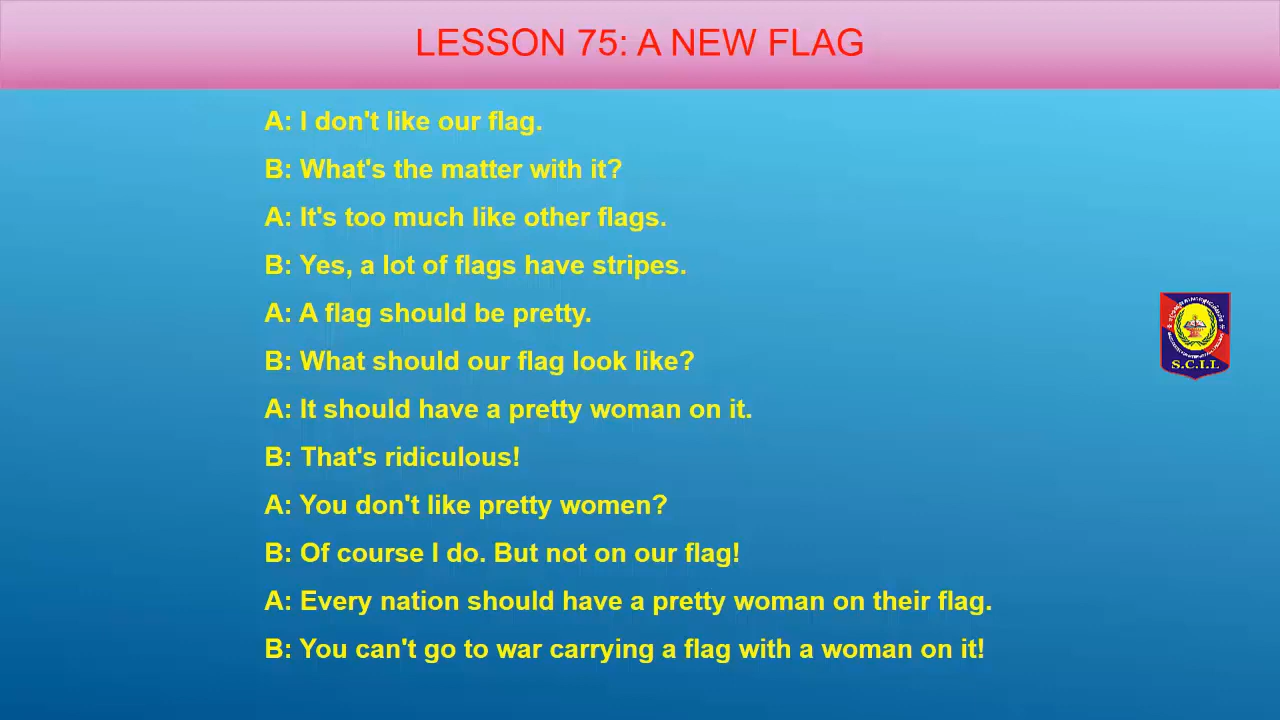 LESSON 75: A NEW FLAG
A: I don't like our flag.
B: What's the matter with it?
A: It's too much like other flags.
B: Yes, a lot of flags have stripes.
A: A flag should be pretty.
B: What should our flag look like?
A: It should have a pretty woman on it.
B: That's ridiculous!
A: You don't like pretty women?
B: Of course I do. But not on our flag!
A: Every nation should have a pretty woman on their flag.
B: You can't go to war carrying a flag with a woman on it!
S.C.I.L